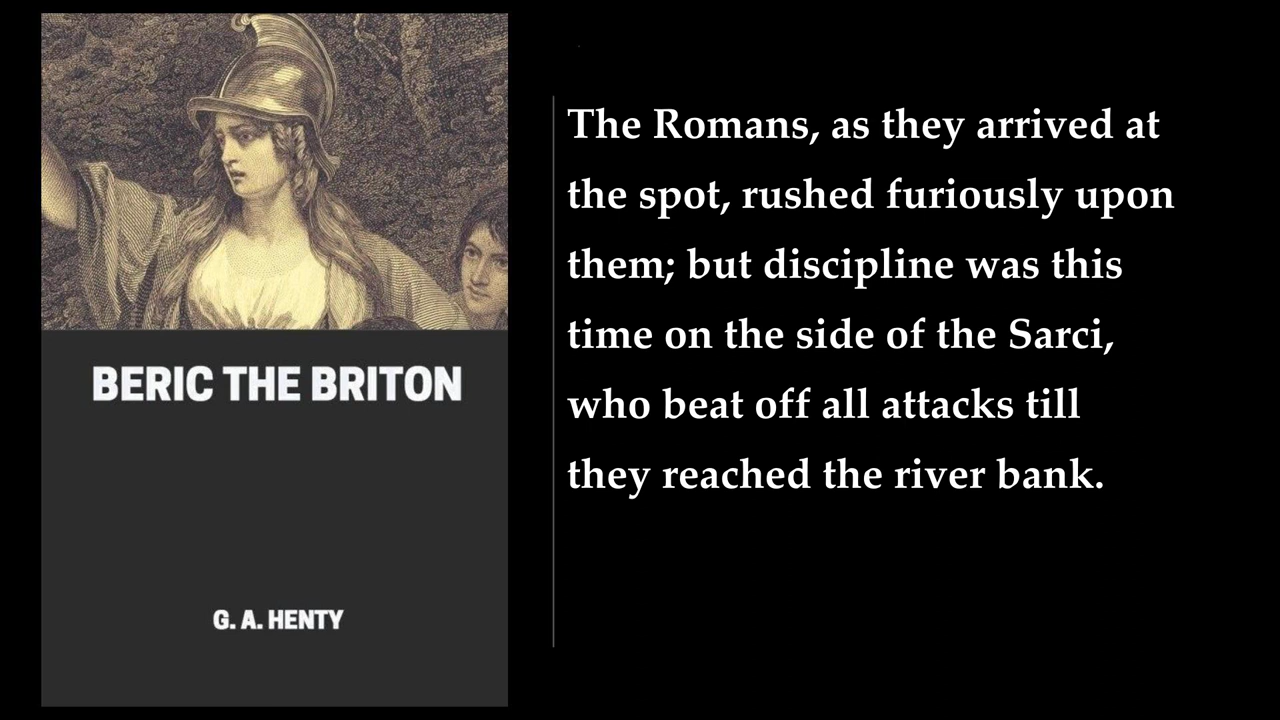 BERIC THE BRITON
G. A. HENTY
The Romans, as they arrived at
the spot, rushed furiously upon
them; but discipline was this
time on the side of the Sarci,
who beat off all attacks till
they reached the river bank.